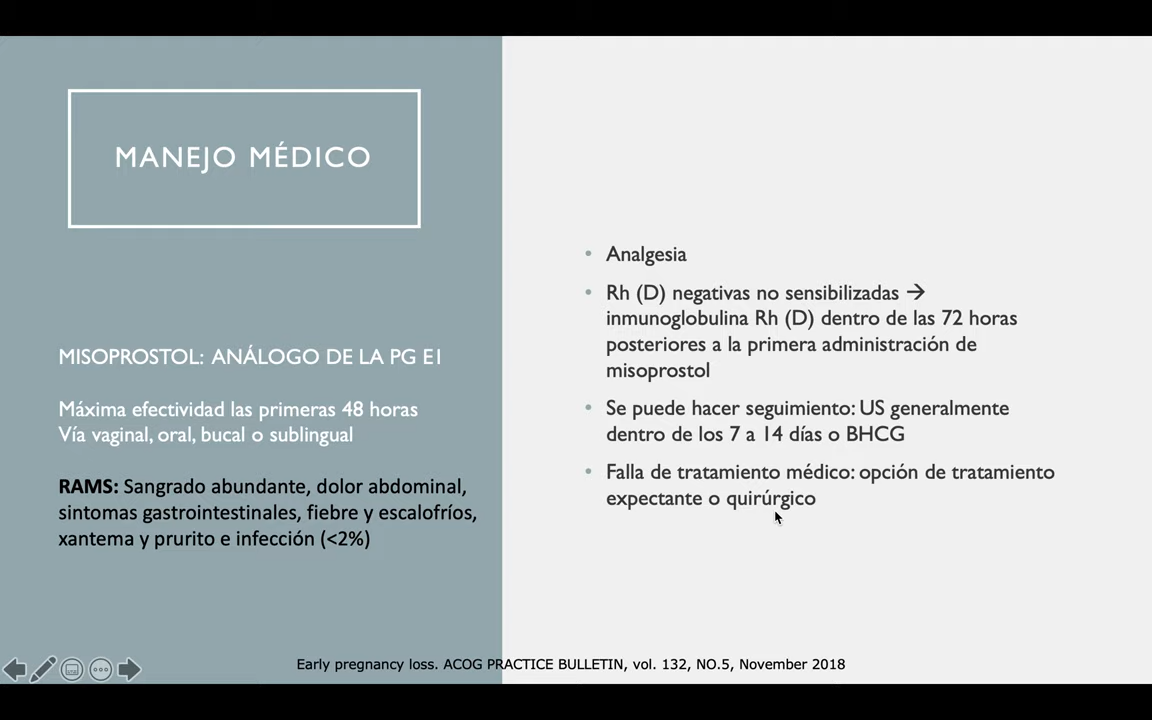 MANEJO MÉDICO
MISOPROSTOL: ANÁLOGO DE LA PG E1
Máxima efectividad las primeras 48 horas
Vía vaginal, oral, bucal o sublingual
RAMS: Sangrado abundante, dolor abdominal,
sintomas gastrointestinales, fiebre y escalofríos,
xantema y prurito e infección (<2%)
• Analgesia
• Rh (D) negativas no sensibilizadas →
inmunoglobulina Rh (D) dentro de las 72 horas
posteriores a la primera administración de
misoprostol
• Se puede hacer seguimiento: US generalmente
dentro de los 7 a 14 días o BHCG
• Falla de tratamiento médico: opción de tratamiento
expectante o quirúrgico
Early pregnancy loss. ACOG PRACTICE BULLETIN, vol. 132, NO.5, November 2018